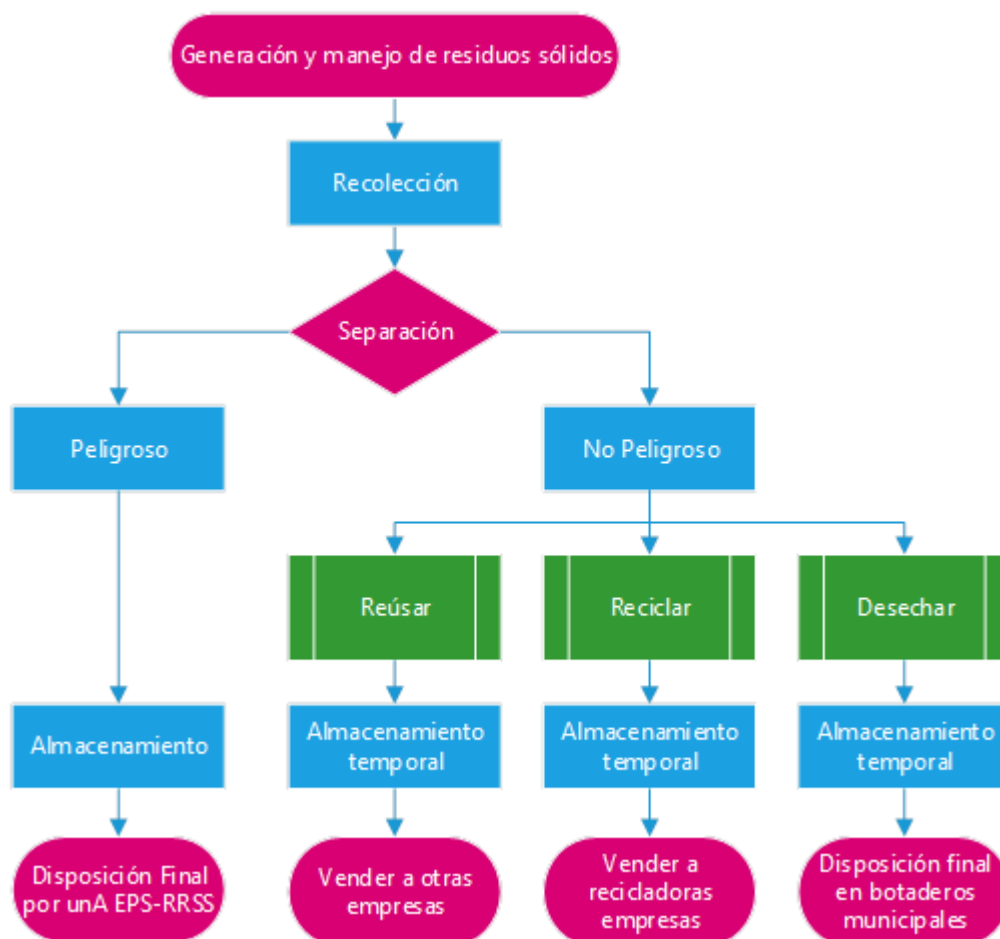 Generación y manejo de residuos sólidos
Recolección
Separación
Peligroso
No Peligroso
Reúsar
Reciclar
Desechar
Almacenamiento
Almacenamiento
temporal
Almacenamiento
temporal
Almacenamiento
temporal
Disposición Final
por unA EPS-RRSS
Vender a otras
empresas
Vender a
recicladoras
empresas
Disposición final
en botaderos
municipales